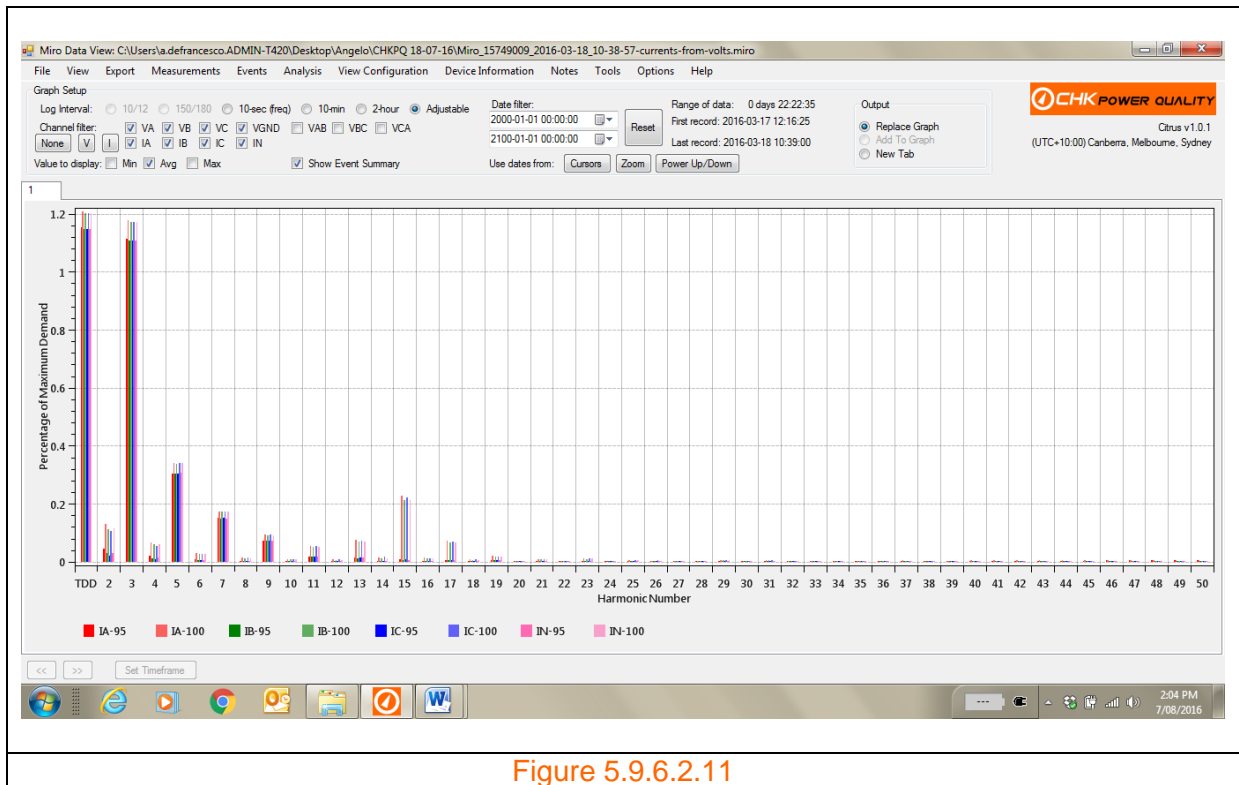 Miro Data View: C:\Users\a.defrancesco.ADMIN-T420\Desktop\Angelo\CHKPQ 18-07-16\Miro_15749009_2016-03-18_10-38-57-currents-from-volts.miro
File View Export Measurements Events Analysis View Configuration Device Information Notes Tools Options Help
Graph Setup
Log Interval: 10/12 150/180 10-sec (freq) 10-min 2-hour Adjustable
Channel filter: VA VB VC VGND VAB VBC VCA
None V I IA IB IC IN
Value to display: Min Avg Max Show Event Summary
Date filter:
2000-01-01 00:00:00
2100-01-01 00:00:00
Reset
Use dates from: Cursors Zoom Power Up/Down
Range of data: 0 days 22:22:35
First record: 2016-03-17 12:16:25
Last record: 2016-03-18 10:39:00
Output
Replace Graph
Add To Graph
New Tab
CHK POWER QUALITY
Citrus v1.0.1
(UTC+10:00) Canberra, Melbourne, Sydney
1
Percentage of Maximum Demand
1.2
1
0.8
0.6
0.4
0.2
0
TDD 2 3 4 5 6 7 8 9 10 11 12 13 14 15 16 17 18 19 20 21 22 23 24 25 26 27 28 29 30 31 32 33 34 35 36 37 38 39 40 41 42 43 44 45 46 47 48 49 50
Harmonic Number
IA-95 IA-100 IB-95 IB-100 IC-95 IC-100 IN-95 IN-100
<< >> Set Timeframe
2:04 PM
7/08/2016
Figure 5.9.6.2.11